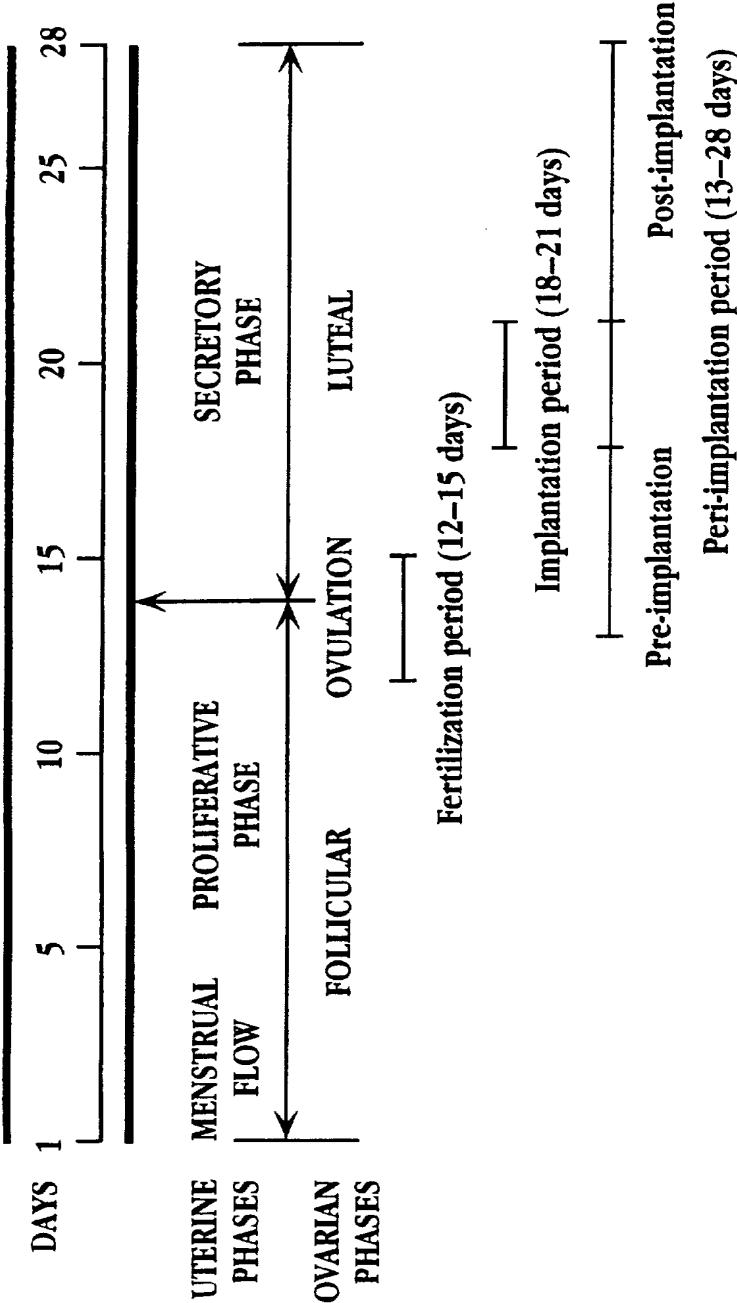 DAYS
1 5 10 15 20 25 28
UTERINE
PHASES
MENSTRUAL
FLOW
PROLIFERATIVE
PHASE
SECRETORY
PHASE
OVARIAN
PHASES
FOLLICULAR
OVULATION
LUTEAL
Fertilization period (12–15 days)
Implantation period (18–21 days)
Pre-implantation
Post-implantation
Peri-implantation period (13–28 days)